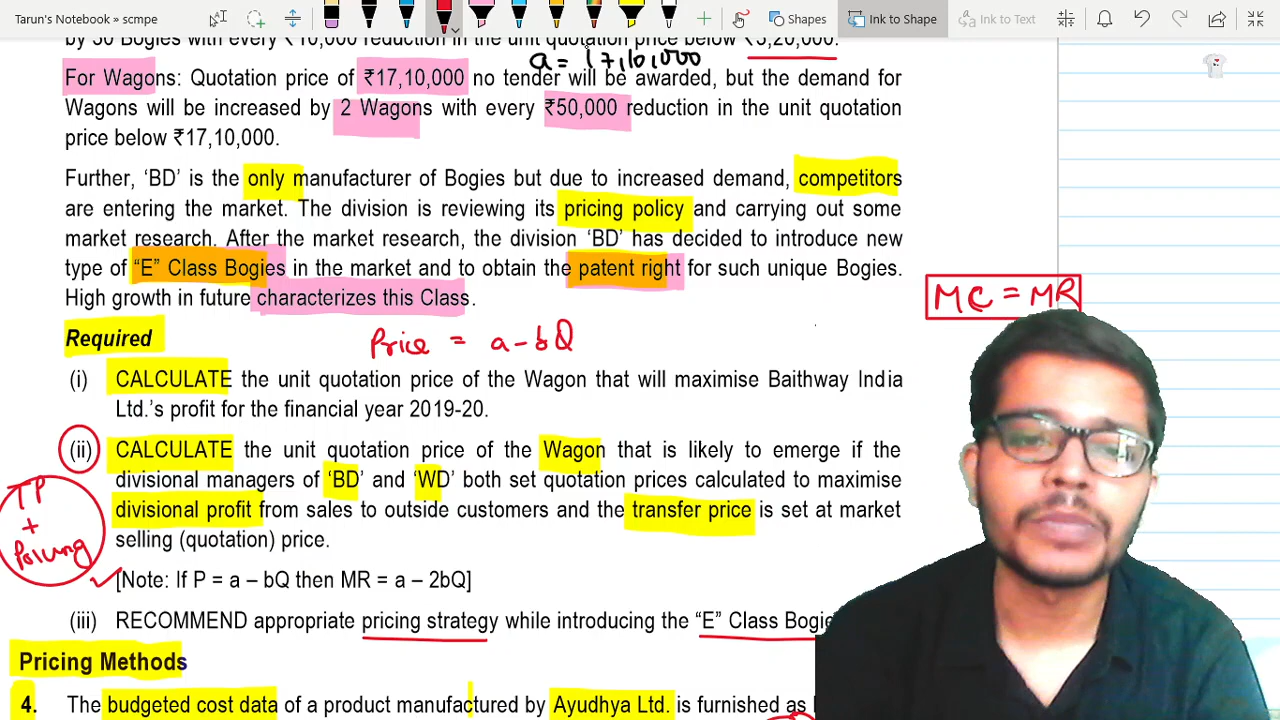 Tarun's Notebook » scmpe
Shapes
Ink to Shape
Ink to Text
by 30 Bogies with every ₹10,000 reduction in the unit quotation price below ₹3,20,000.
a = 17,10,000
For Wagons: Quotation price of ₹17,10,000 no tender will be awarded, but the demand for
Wagons will be increased by 2 Wagons with every ₹50,000 reduction in the unit quotation
price below ₹17,10,000.
Further, ‘BD’ is the only manufacturer of Bogies but due to increased demand, competitors
are entering the market. The division is reviewing its pricing policy and carrying out some
market research. After the market research, the division ‘BD’ has decided to introduce new
type of “E” Class Bogies in the market and to obtain the patent right for such unique Bogies.
High growth in future characterizes this Class.
MC = MR
Required
Price = a - bQ
(i) CALCULATE the unit quotation price of the Wagon that will maximise Baithway India
Ltd.’s profit for the financial year 2019-20.
(ii) CALCULATE the unit quotation price of the Wagon that is likely to emerge if the
divisional managers of ‘BD’ and ‘WD’ both set quotation prices calculated to maximise
divisional profit from sales to outside customers and the transfer price is set at market
selling (quotation) price.
TP
+
Pricing
[Note: If P = a – bQ then MR = a – 2bQ]
(iii) RECOMMEND appropriate pricing strategy while introducing the “E” Class
Pricing Methods
4. The budgeted cost data of a product manufactured by Ayudhya Ltd. is furnished as